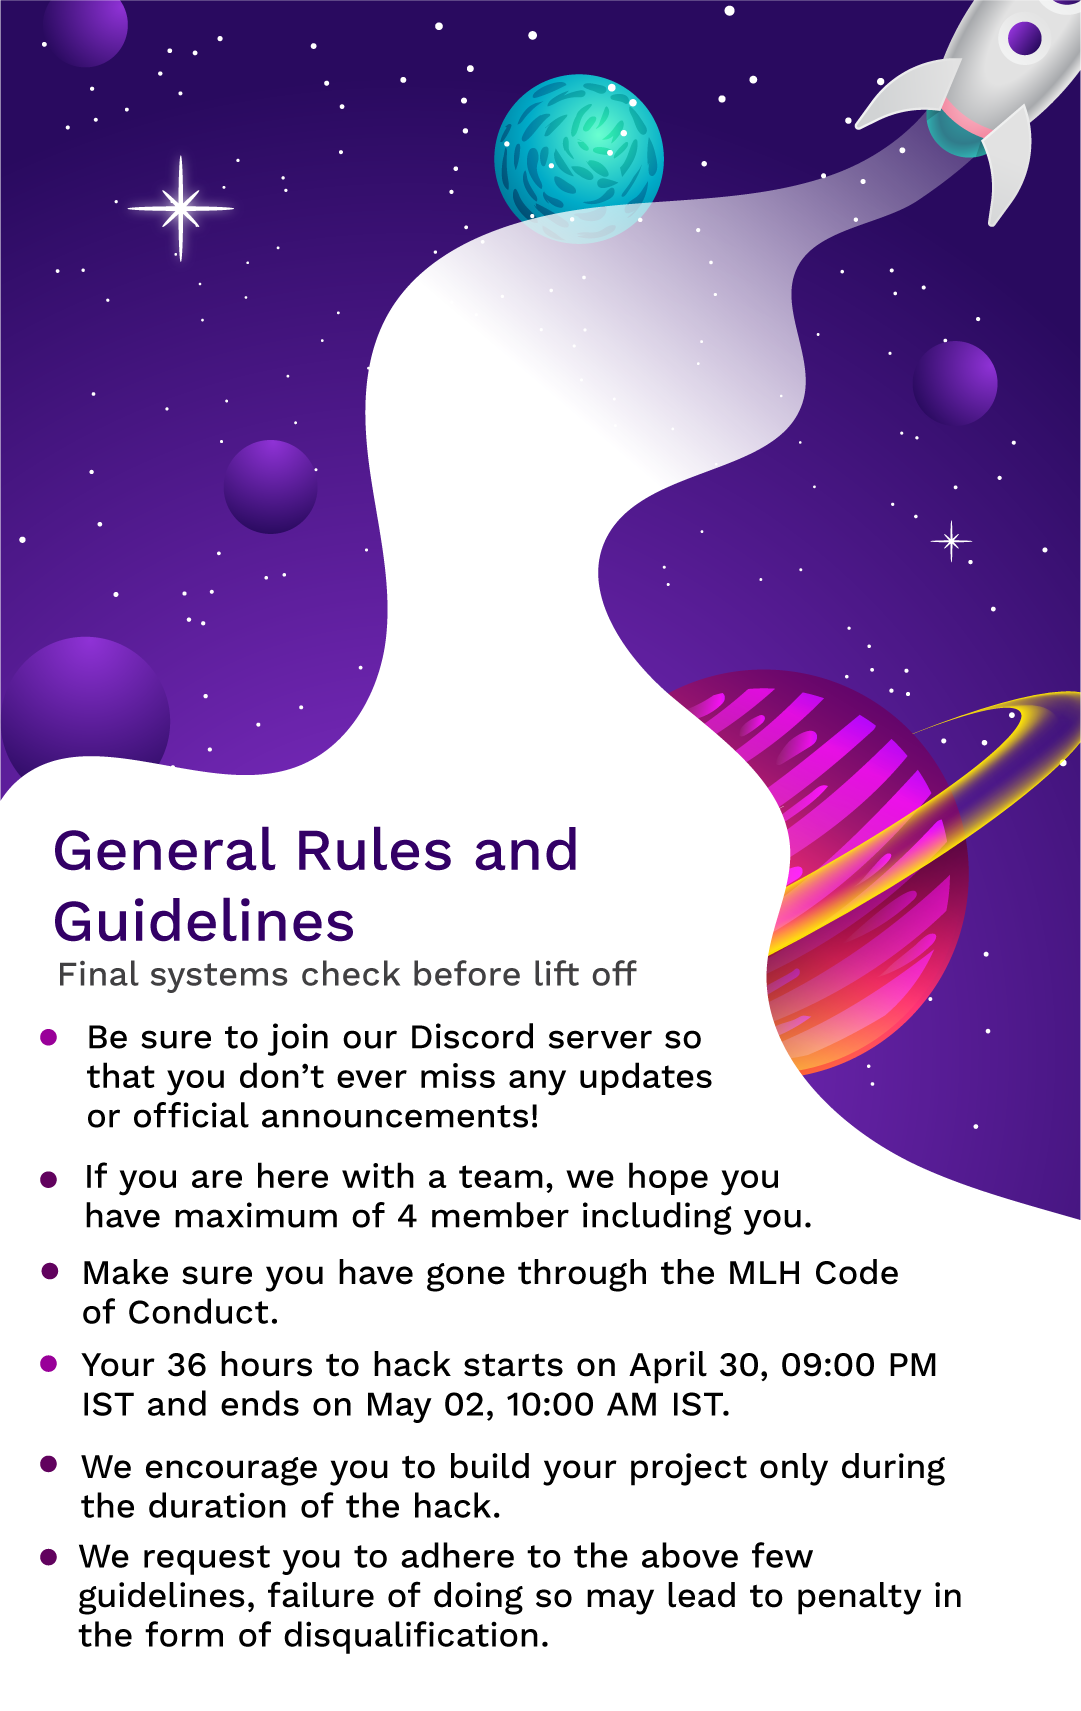 General Rules and
Guidelines
Final systems check before lift off
Be sure to join our Discord server so
that you don’t ever miss any updates
or official announcements!
If you are here with a team, we hope you
have maximum of 4 member including you.
Make sure you have gone through the MLH Code
of Conduct.
Your 36 hours to hack starts on April 30, 09:00 PM
IST and ends on May 02, 10:00 AM IST.
We encourage you to build your project only during
the duration of the hack.
We request you to adhere to the above few
guidelines, failure of doing so may lead to penalty in
the form of disqualification.